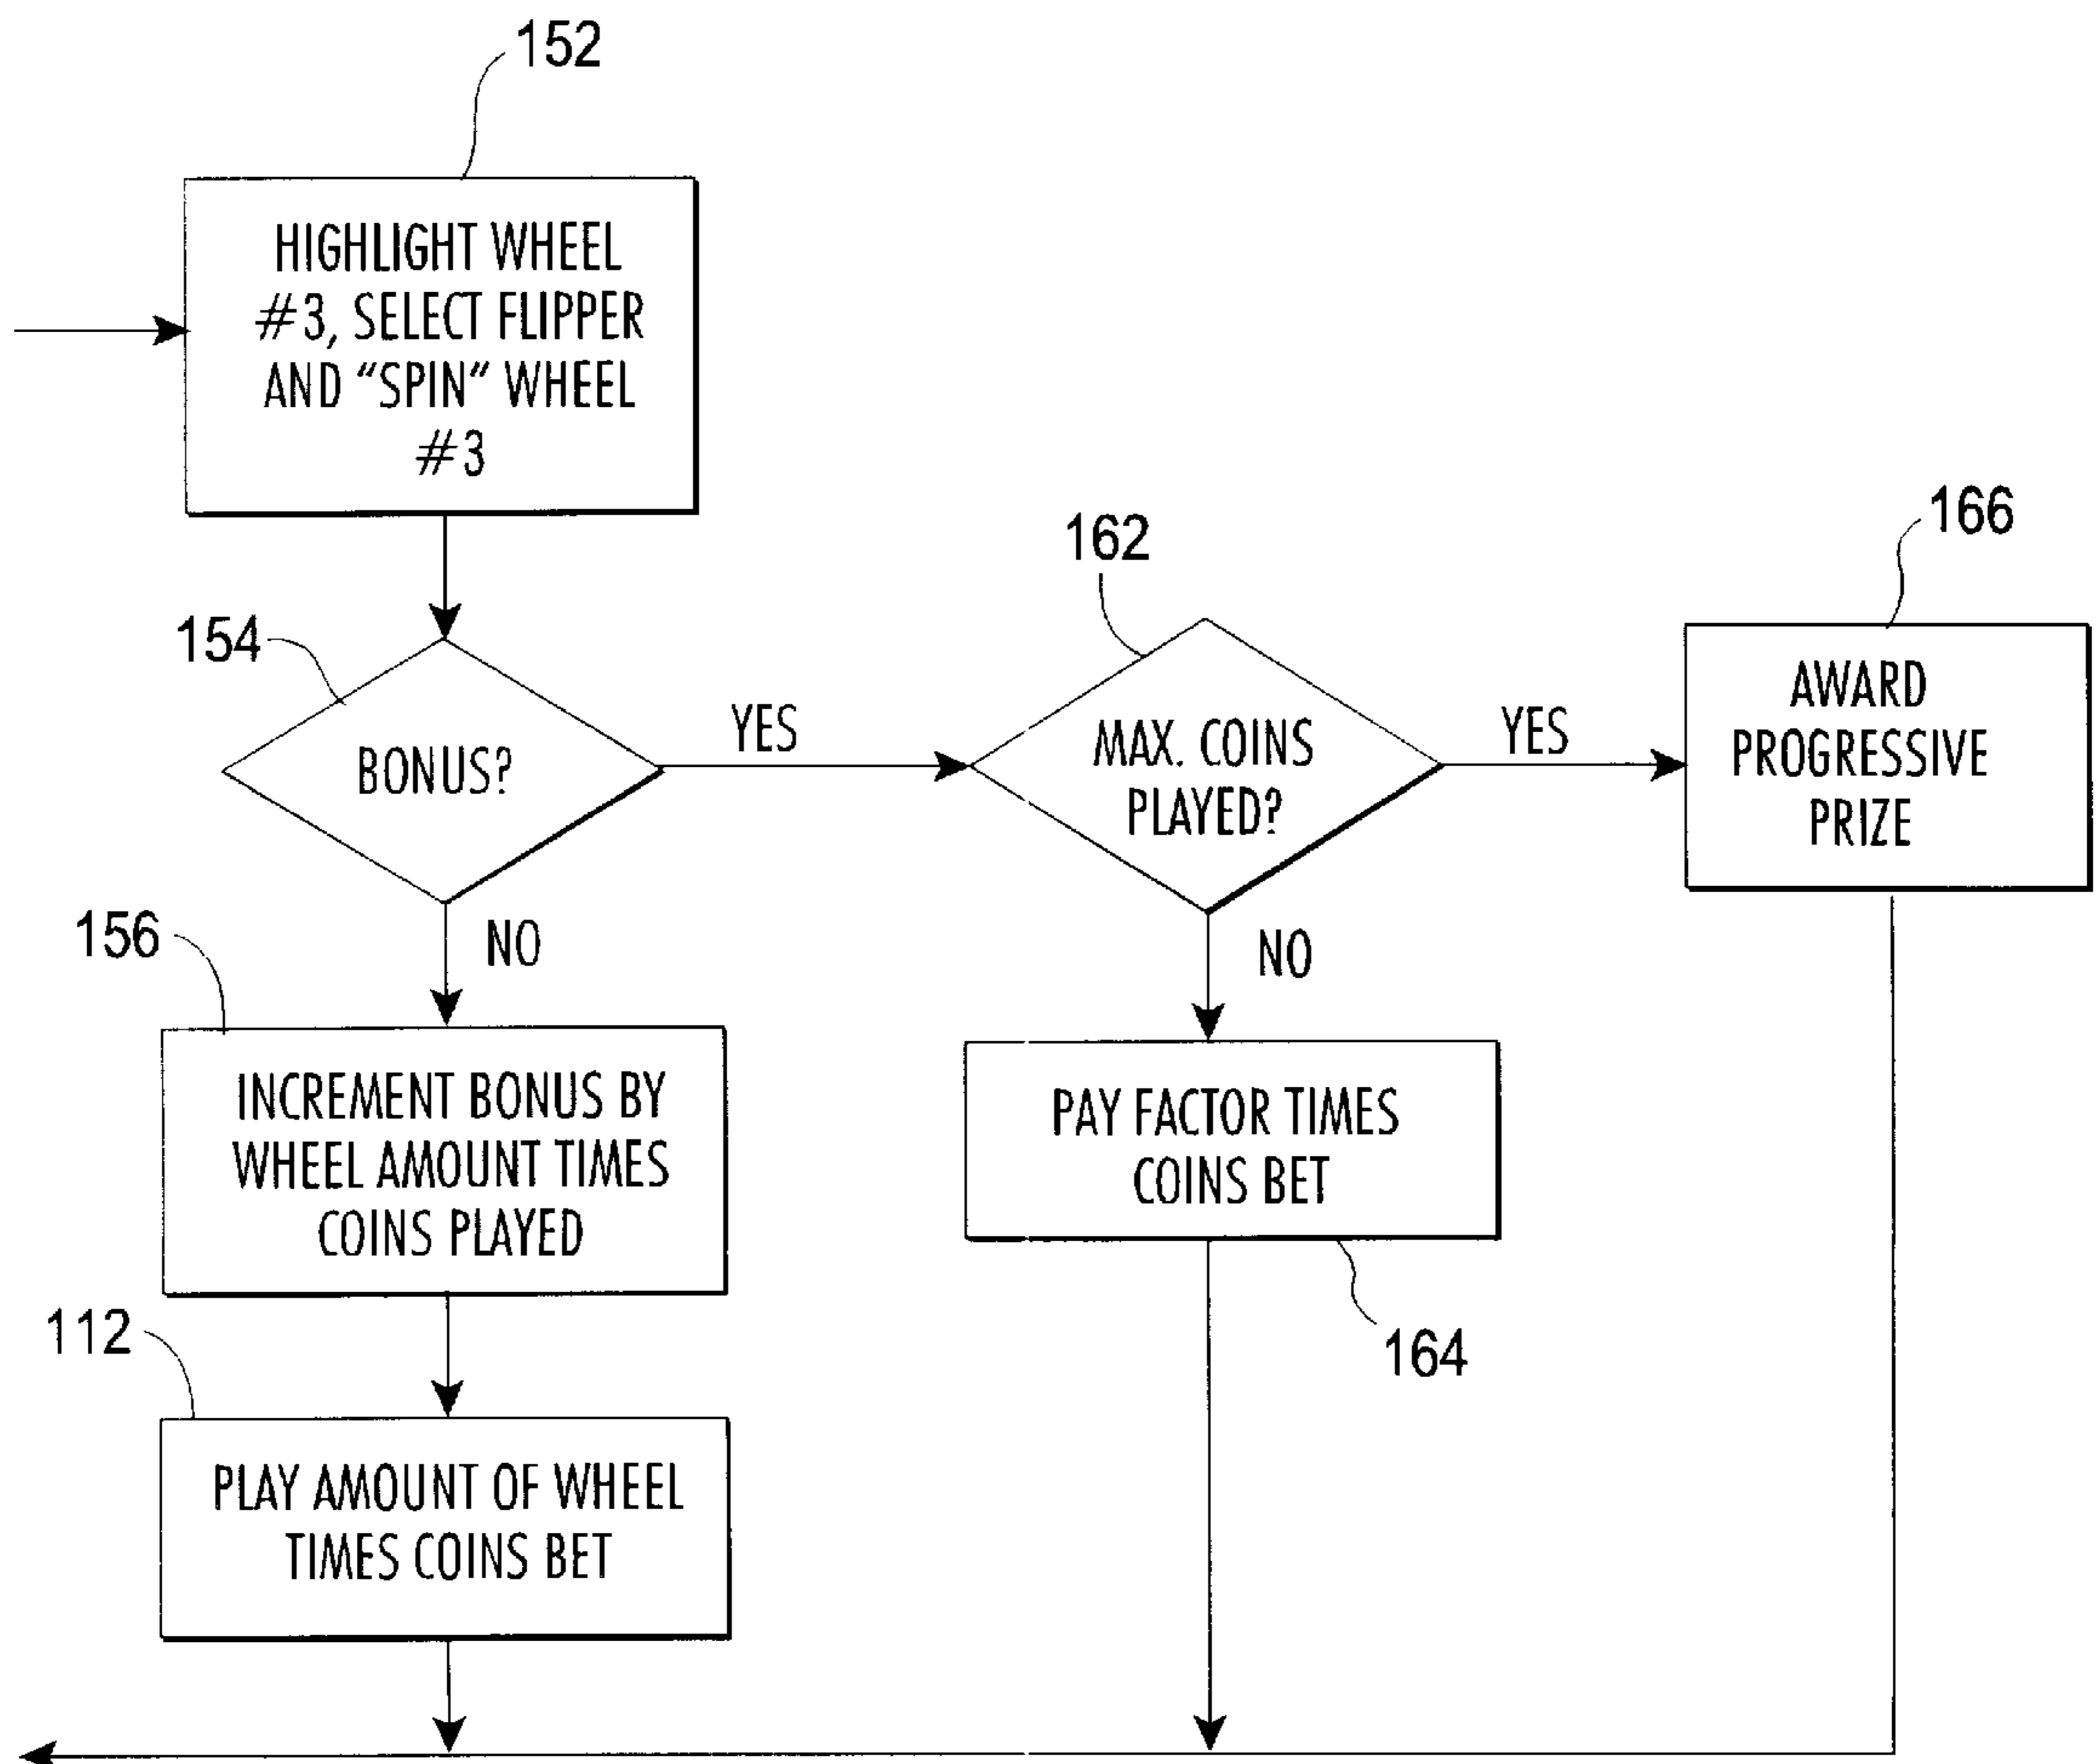 152
HIGHLIGHT WHEEL
#3, SELECT FLIPPER
AND "SPIN" WHEEL
#3
154
BONUS?
YES
162
MAX. COINS
PLAYED?
YES
166
AWARD
PROGRESSIVE
PRIZE
NO
156
INCREMENT BONUS BY
WHEEL AMOUNT TIMES
COINS PLAYED
NO
PAY FACTOR TIMES
COINS BET
164
112
PLAY AMOUNT OF WHEEL
TIMES COINS BET